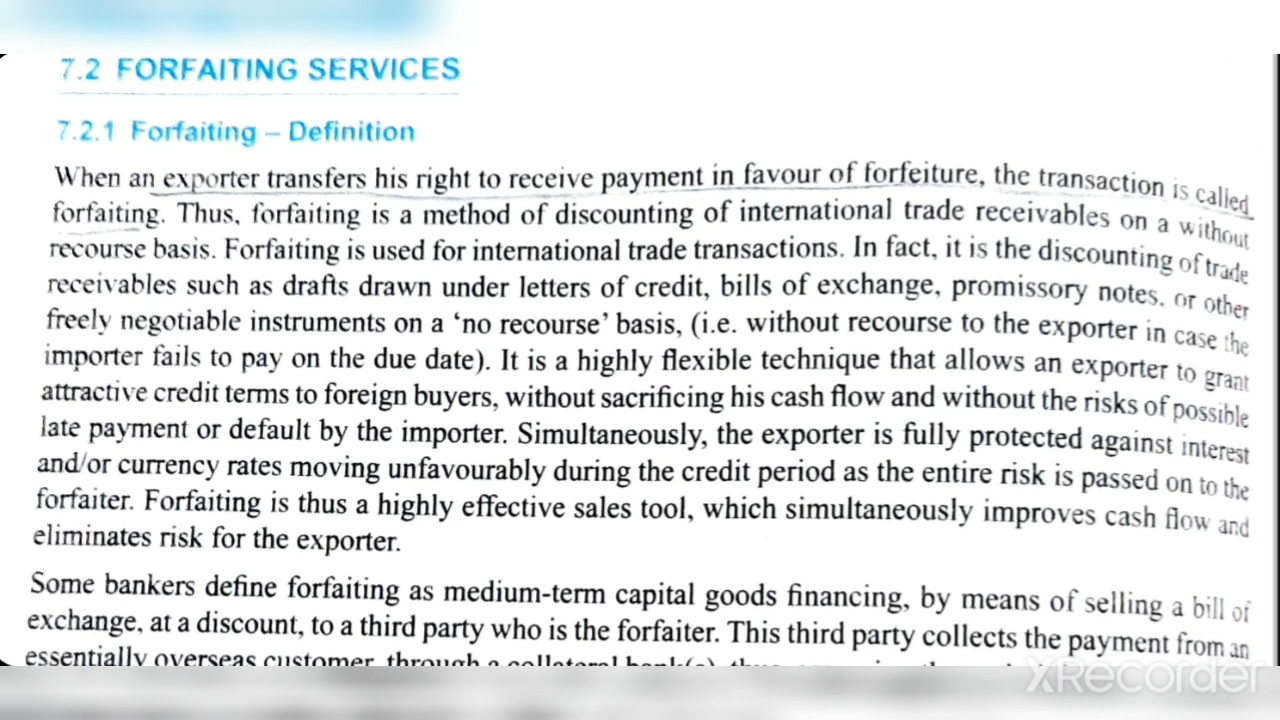 7.2 FORFAITING SERVICES
7.2.1 Forfaiting – Definition
When an exporter transfers his right to receive payment in favour of forfeiture, the transaction is called
forfaiting. Thus, forfaiting is a method of discounting of international trade receivables on a without
recourse basis. Forfaiting is used for international trade transactions. In fact, it is the discounting of trade
receivables such as drafts drawn under letters of credit, bills of exchange, promissory notes, or other
freely negotiable instruments on a ‘no recourse’ basis, (i.e. without recourse to the exporter in case the
importer fails to pay on the due date). It is a highly flexible technique that allows an exporter to grant
attractive credit terms to foreign buyers, without sacrificing his cash flow and without the risks of possible
late payment or default by the importer. Simultaneously, the exporter is fully protected against interest
and/or currency rates moving unfavourably during the credit period as the entire risk is passed on to the
forfaiter. Forfaiting is thus a highly effective sales tool, which simultaneously improves cash flow and
eliminates risk for the exporter.
Some bankers define forfaiting as medium-term capital goods financing, by means of selling a bill of
exchange, at a discount, to a third party who is the forfaiter. This third party collects the payment from an
essentially overseas customer, through a collateral bank(s),
XRecorder